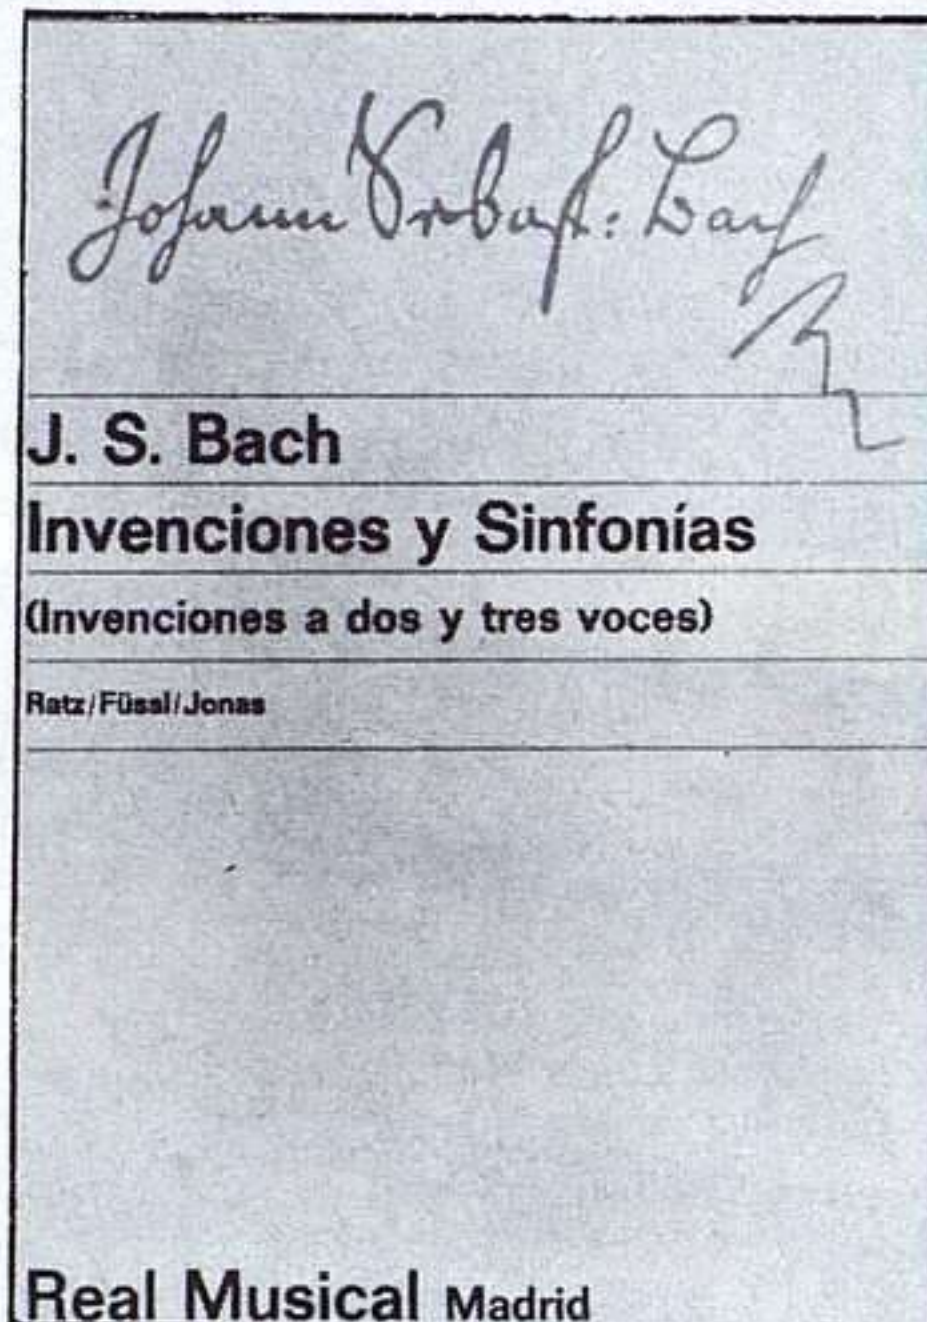 Johann Sebast: Bach
J. S. Bach
Invenciones y Sinfonías
(Invenciones a dos y tres voces)
Ratz/Füssl/Jonas
Real Musical Madrid